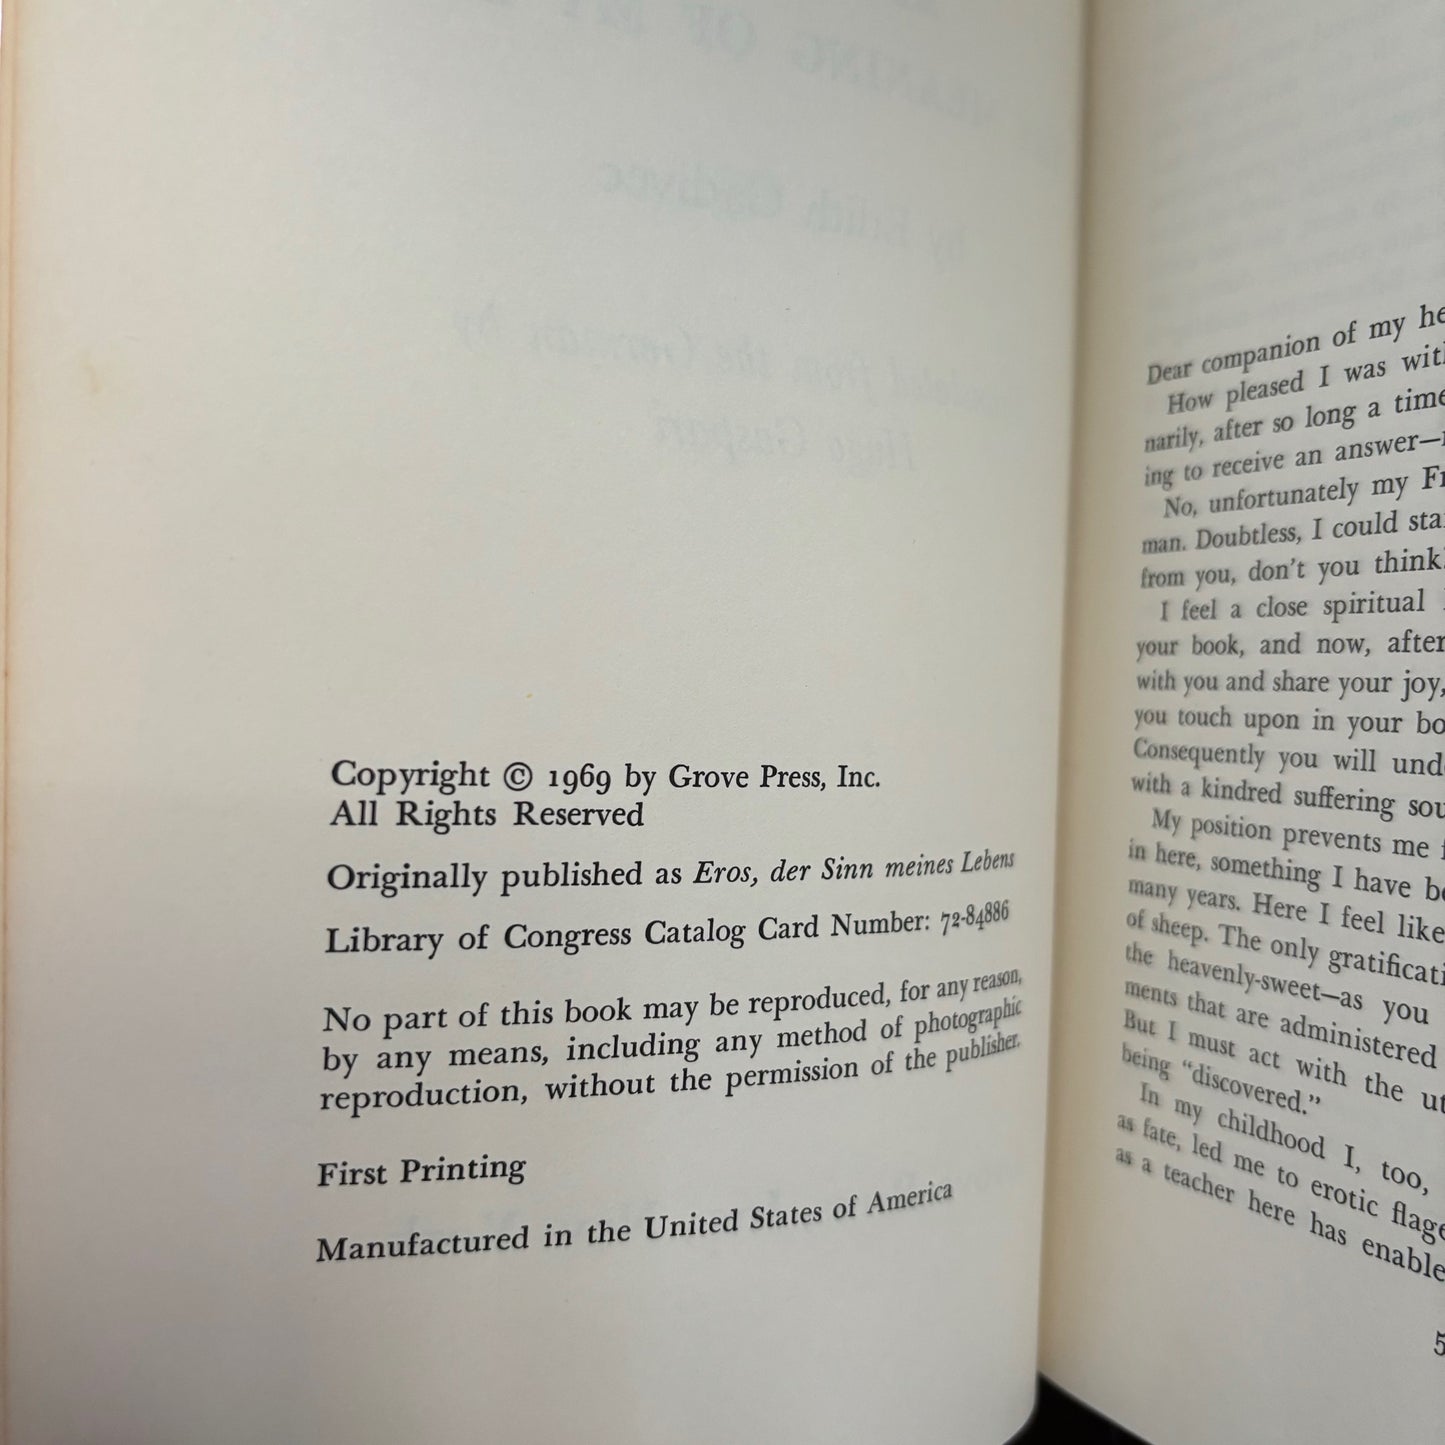 Copyright © 1969 by Grove Press, Inc.
All Rights Reserved
Originally published as Eros, der Sinn meines Lebens
Library of Congress Catalog Card Number: 72-84886
No part of this book may be reproduced, for any reason,
by any means, including any method of photographic
reproduction, without the permission of the publisher.
First Printing
Manufactured in the United States of America
Dear companion of my he
How pleased I was with
narily, after so long a time
ing to receive an answer—
No, unfortunately my Fr
man. Doubtless, I could sta
from you, don't you think
I feel a close spiritual
your book, and now, after
with you and share your joy,
you touch upon in your bo
Consequently you will und
with a kindred suffering sou
My position prevents me f
in here, something I have be
many years. Here I feel like
of sheep. The only gratificati
the heavenly-sweet—as you
ments that are administered
But I must act with the ut
being "discovered."
In my childhood I, too,
as fate, led me to erotic flage
as a teacher here has enable
5